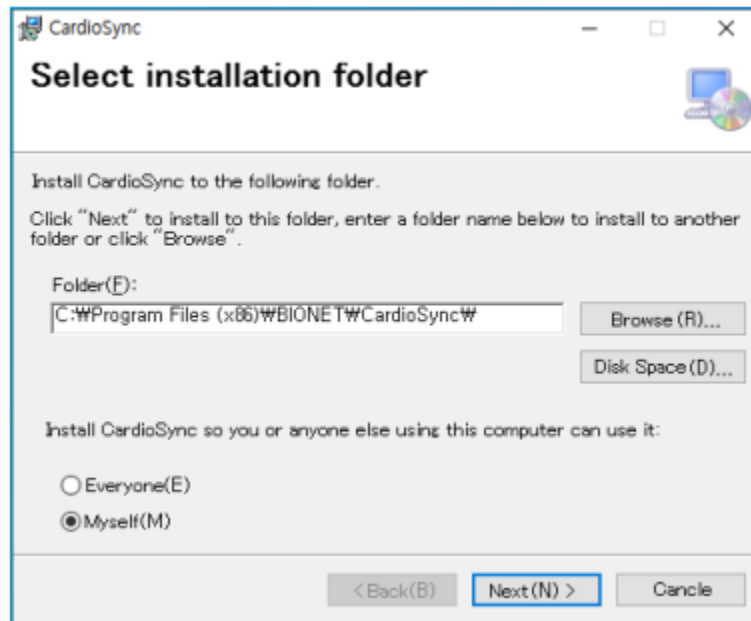 CardioSync
Select installation folder
Install CardioSync to the following folder.
Click "Next" to install to this folder, enter a folder name below to install to another
folder or click "Browse".
Folder(F):
C:₩Program Files (x86)₩BIONET₩CardioSync₩
Browse (R)...
Disk Space(D)...
Install CardioSync so you or anyone else using this computer can use it:
Everyone(E)
Myself(M)
< Back(B)
Next(N) >
Cancle